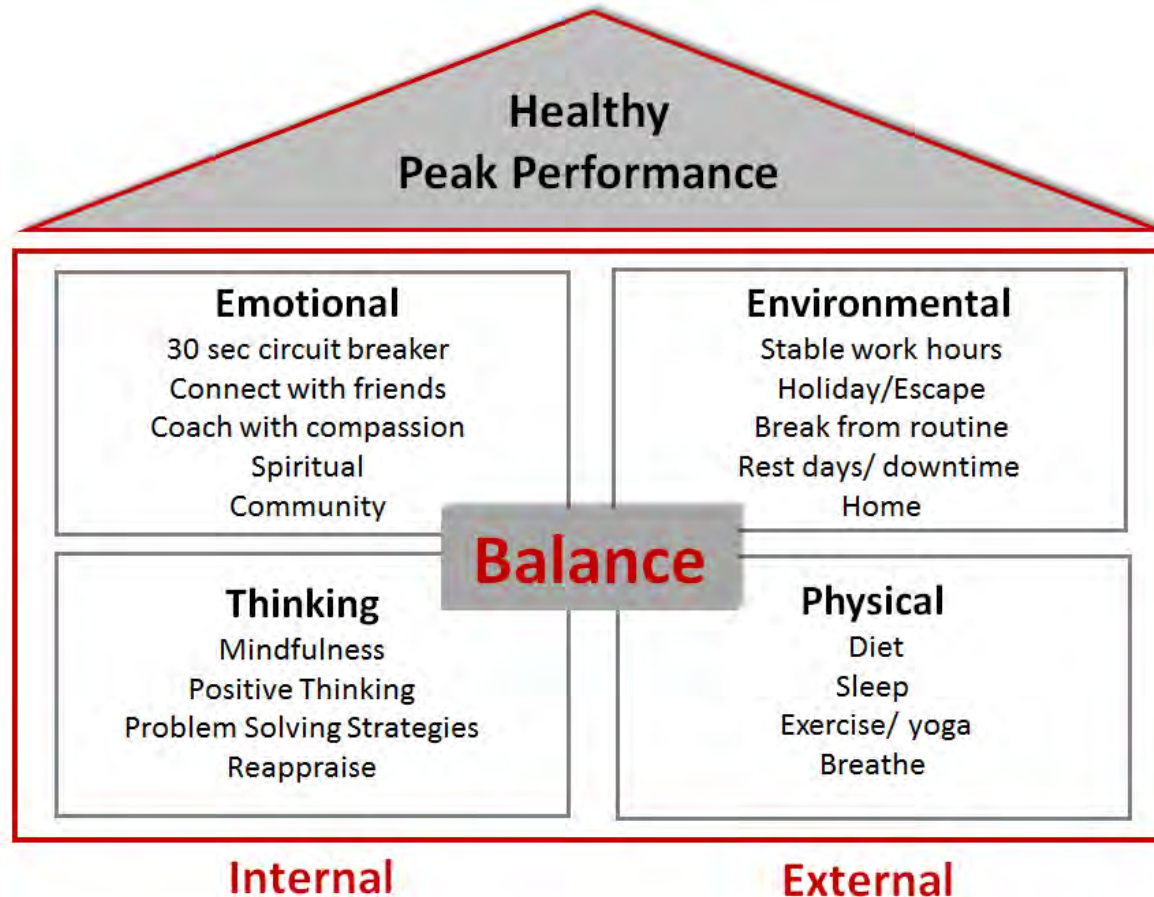 Healthy
Peak Performance
Emotional
30 sec circuit breaker
Connect with friends
Coach with compassion
Spiritual
Community
Environmental
Stable work hours
Holiday/Escape
Break from routine
Rest days/ downtime
Home
Balance
Thinking
Mindfulness
Positive Thinking
Problem Solving Strategies
Reappraise
Physical
Diet
Sleep
Exercise/ yoga
Breathe
Internal
External